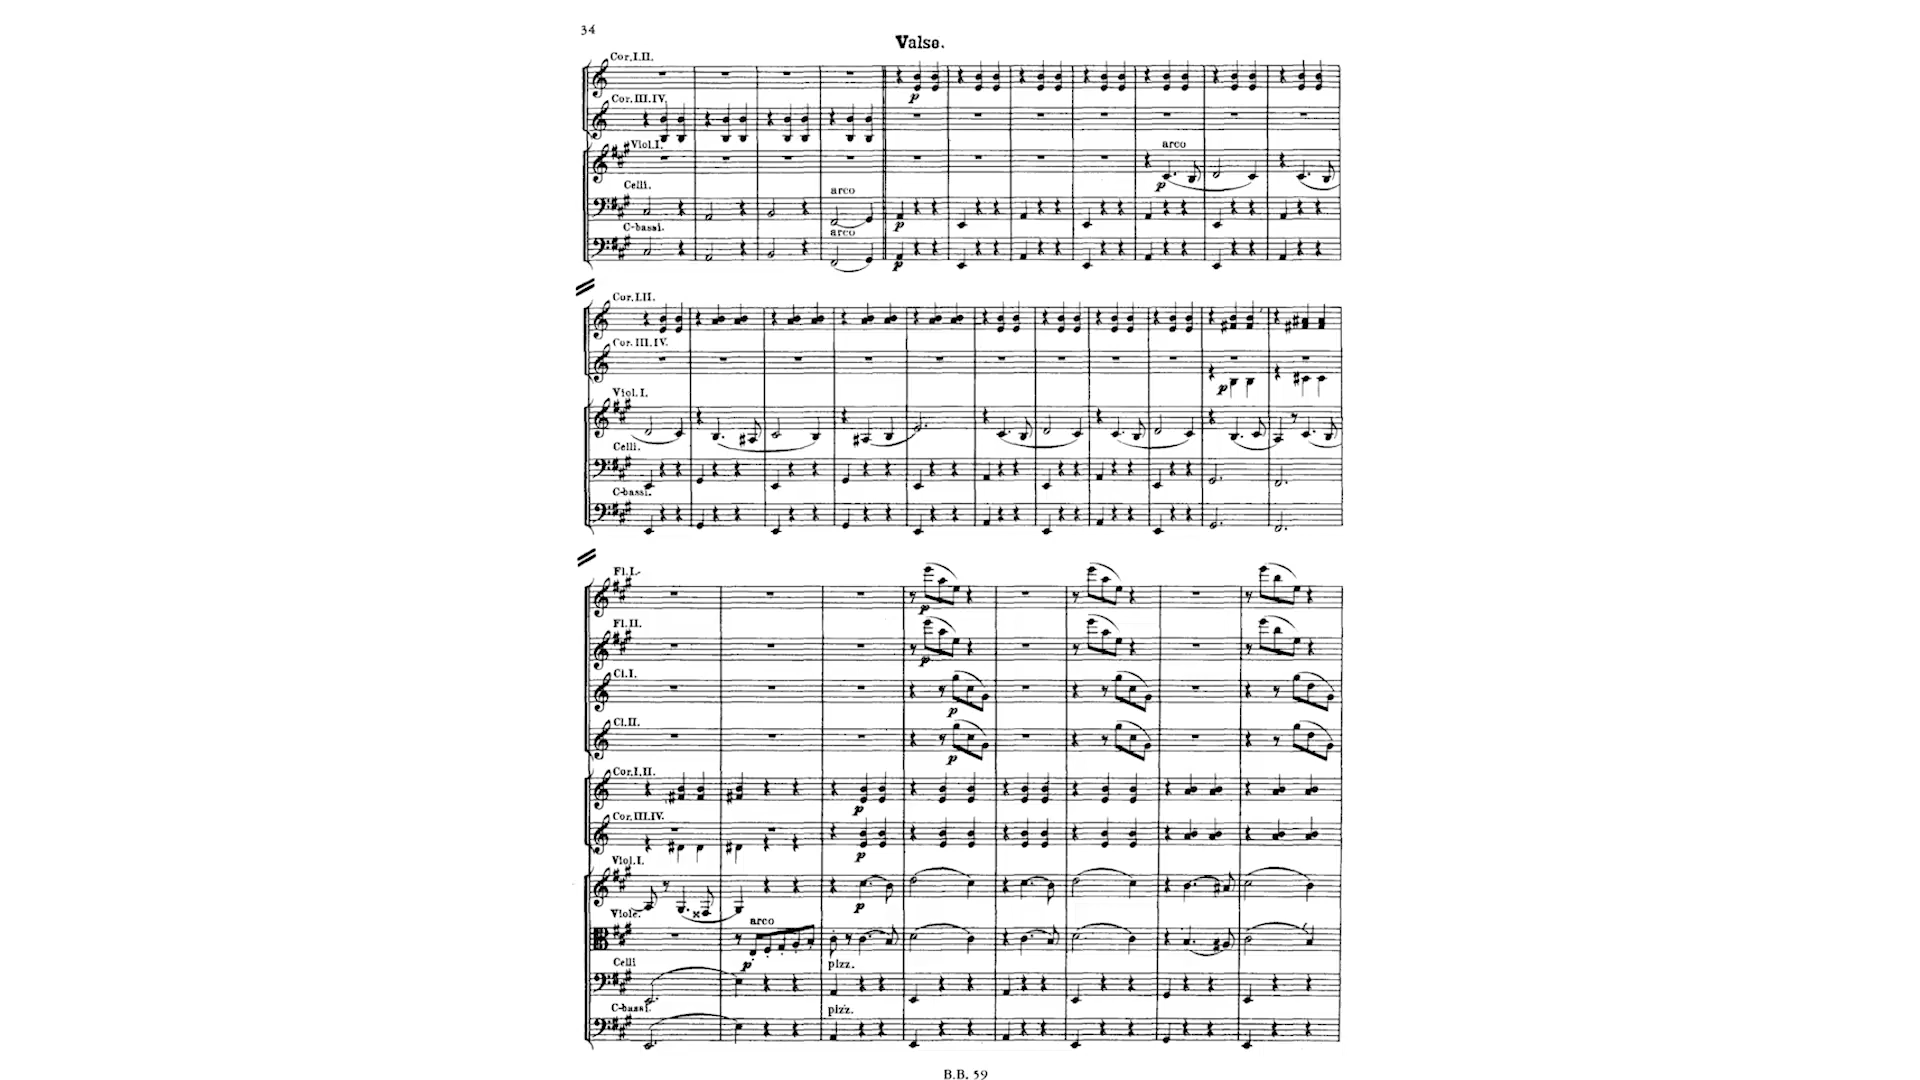 34
Valse.
Cor.I.II.
p
Cor.III.IV.
Viol.I.
arco
p
Celli.
arco
p
C-bassi.
arco
p
Cor.I.II.
Cor.III.IV.
p
Viol.I.
Celli.
C-bassi.
Fl.I.
p
Fl.II.
p
Cl.I.
p
Cl.II.
p
Cor.I.II.
p
Cor.III.IV.
p
Viol.I.
p
Viole.
arco
p
Celli
pizz.
C-bassi.
pizz.
B.B. 59